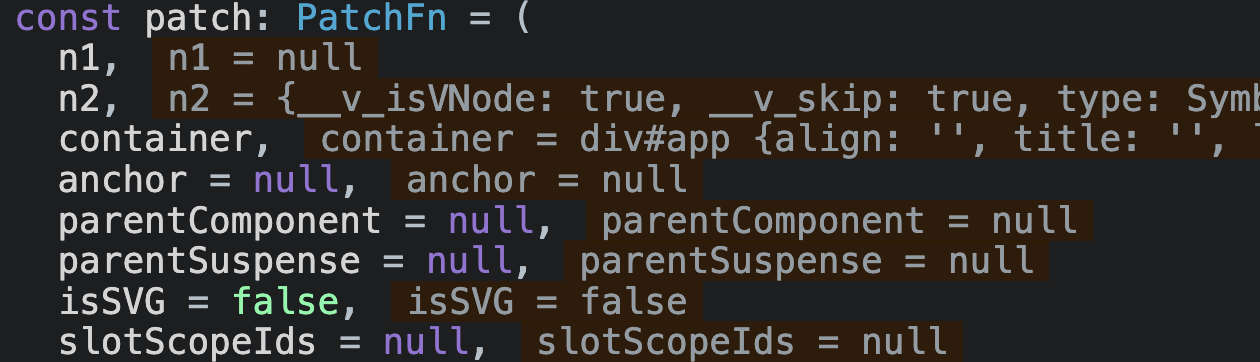 const patch: PatchFn = (
n1, n1 = null
n2, n2 = {__v_isVNode: true, __v_skip: true, type: Symb
container, container = div#app {align: '', title: '',
anchor = null, anchor = null
parentComponent = null, parentComponent = null
parentSuspense = null, parentSuspense = null
isSVG = false, isSVG = false
slotScopeIds = null, slotScopeIds = null